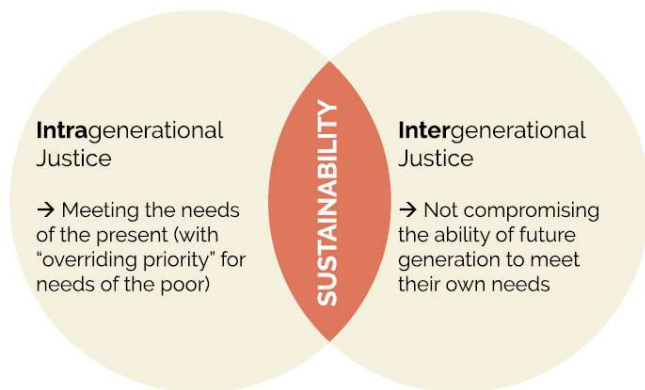 Intragenerational
Justice
→ Meeting the needs
of the present (with
“overriding priority” for
needs of the poor)
SUSTAINABILITY
Intergenerational
Justice
→ Not compromising
the ability of future
generation to meet
their own needs